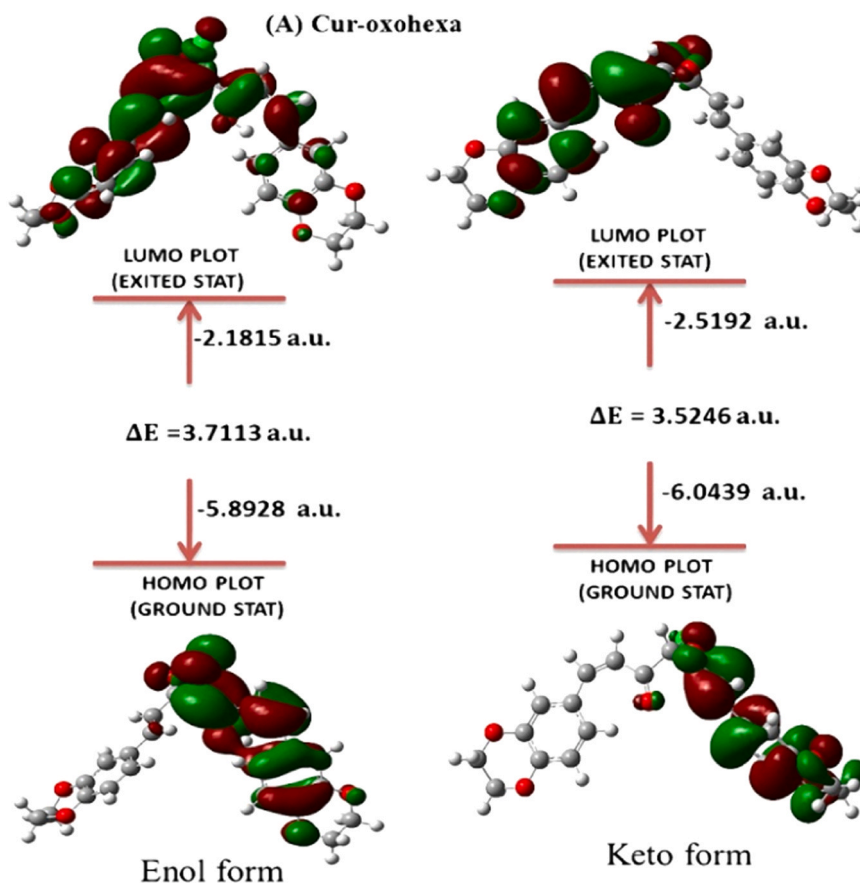 (A) Cur-oxohexa
LUMO PLOT
(EXITED STAT)
-2.1815 a.u.
ΔE =3.7113 a.u.
-5.8928 a.u.
HOMO PLOT
(GROUND STAT)
Enol form
LUMO PLOT
(EXITED STAT)
-2.5192 a.u.
ΔE = 3.5246 a.u.
-6.0439 a.u.
HOMO PLOT
(GROUND STAT)
Keto form